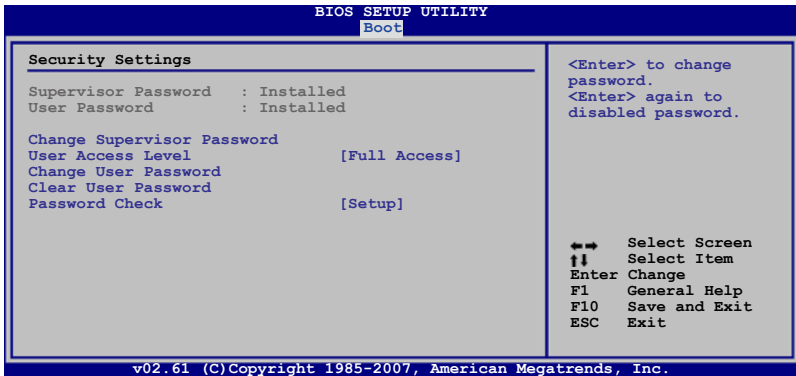 BIOS SETUP UTILITY
Boot
Security Settings
Supervisor Password : Installed
User Password : Installed
Change Supervisor Password
User Access Level [Full Access]
Change User Password
Clear User Password
Password Check [Setup]
<Enter> to change
password.
<Enter> again to
disabled password.
←→ Select Screen
↑↓ Select Item
Enter Change
F1 General Help
F10 Save and Exit
ESC Exit
v02.61 (C)Copyright 1985-2007, American Megatrends, Inc.